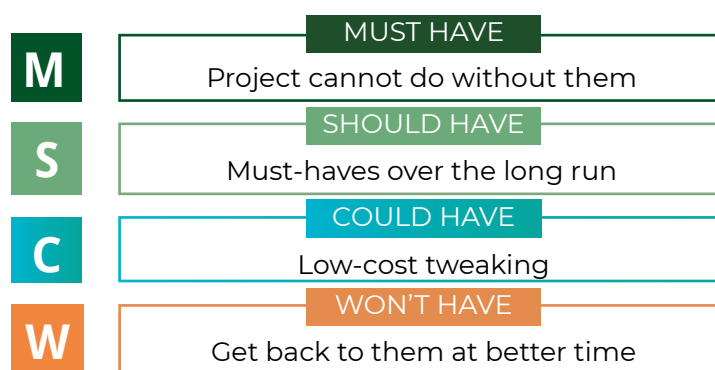 M
MUST HAVE
Project cannot do without them
S
SHOULD HAVE
Must-haves over the long run
C
COULD HAVE
Low-cost tweaking
W
WON’T HAVE
Get back to them at better time